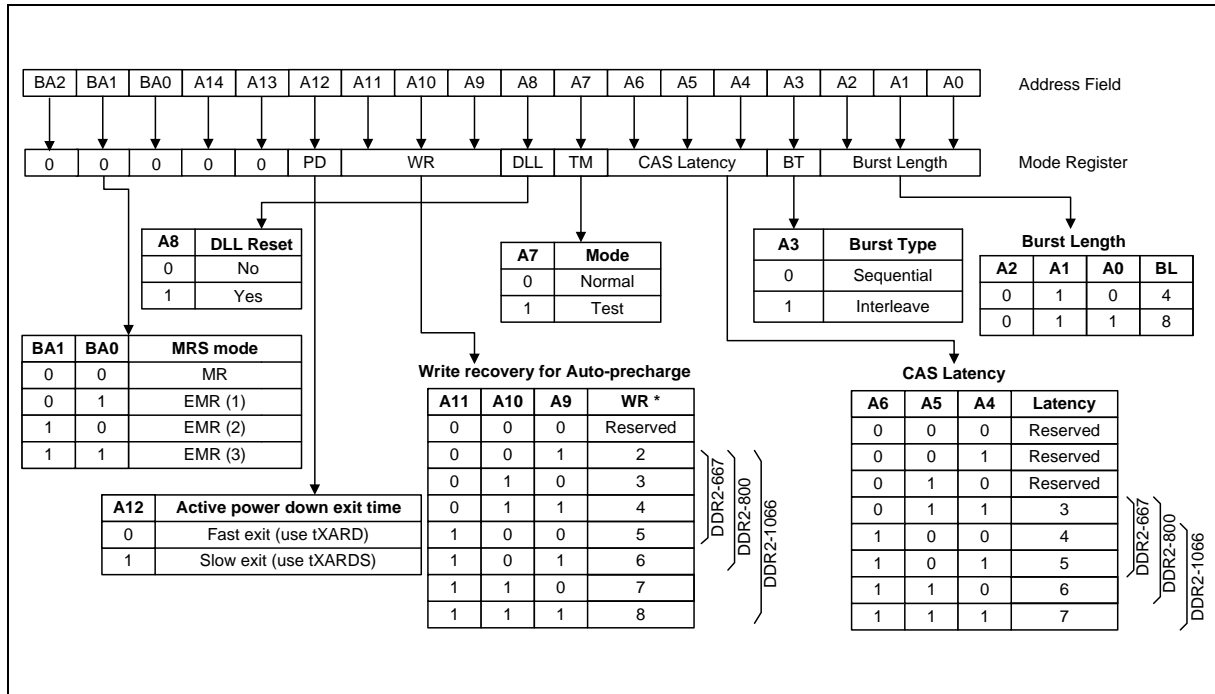 BA2 BA1 BA0 A14 A13 A12 A11 A10 A9 A8 A7 A6 A5 A4 A3 A2 A1 A0 Address Field
0 0 0 0 0 PD WR DLL TM CAS Latency BT Burst Length Mode Register
A8 DLL Reset
0 No
1 Yes
A7 Mode
0 Normal
1 Test
A3 Burst Type
0 Sequential
1 Interleave
Burst Length
A2 A1 A0 BL
0 1 0 4
0 1 1 8
BA1 BA0 MRS mode
0 0 MR
0 1 EMR (1)
1 0 EMR (2)
1 1 EMR (3)
A12 Active power down exit time
0 Fast exit (use tXARD)
1 Slow exit (use tXARDS)
Write recovery for Auto-precharge
A11 A10 A9 WR *
0 0 0 Reserved
0 0 1 2
0 1 0 3
0 1 1 4
1 0 0 5
1 0 1 6
1 1 0 7
1 1 1 8
DDR2-667
DDR2-800
DDR2-1066
CAS Latency
A6 A5 A4 Latency
0 0 0 Reserved
0 0 1 Reserved
0 1 0 Reserved
0 1 1 3
1 0 0 4
1 0 1 5
1 1 0 6
1 1 1 7
DDR2-667
DDR2-800
DDR2-1066